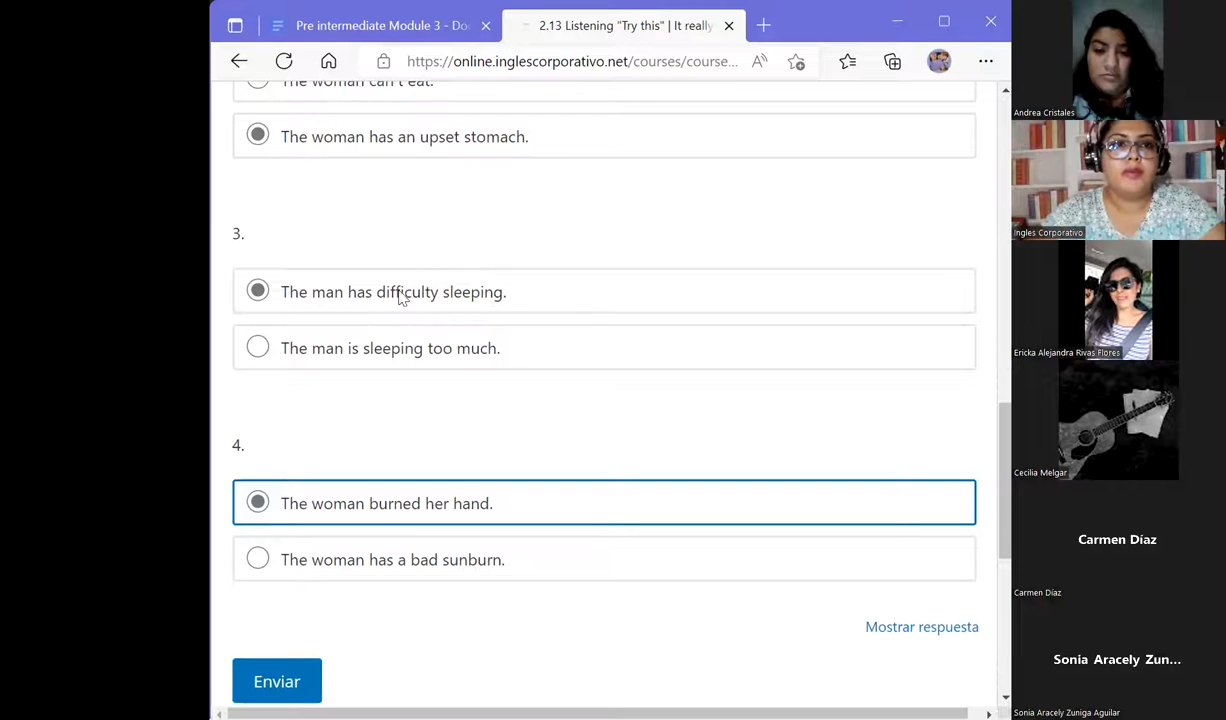 Pre intermediate Module 3 - Doc
2.13 Listening "Try this" | It really
https://online.inglescorporativo.net/courses/course...
The woman can't eat.
The woman has an upset stomach.
3.
The man has difficulty sleeping.
The man is sleeping too much.
4.
The woman burned her hand.
The woman has a bad sunburn.
Mostrar respuesta
Enviar
Andrea Cristales
Ingles Corporativo
Ericka Alejandra Rivas Flores
Cecilia Melgar
Carmen Díaz
Carmen Díaz
Sonia Aracely Zun...
Sonia Aracely Zuniga Aguilar